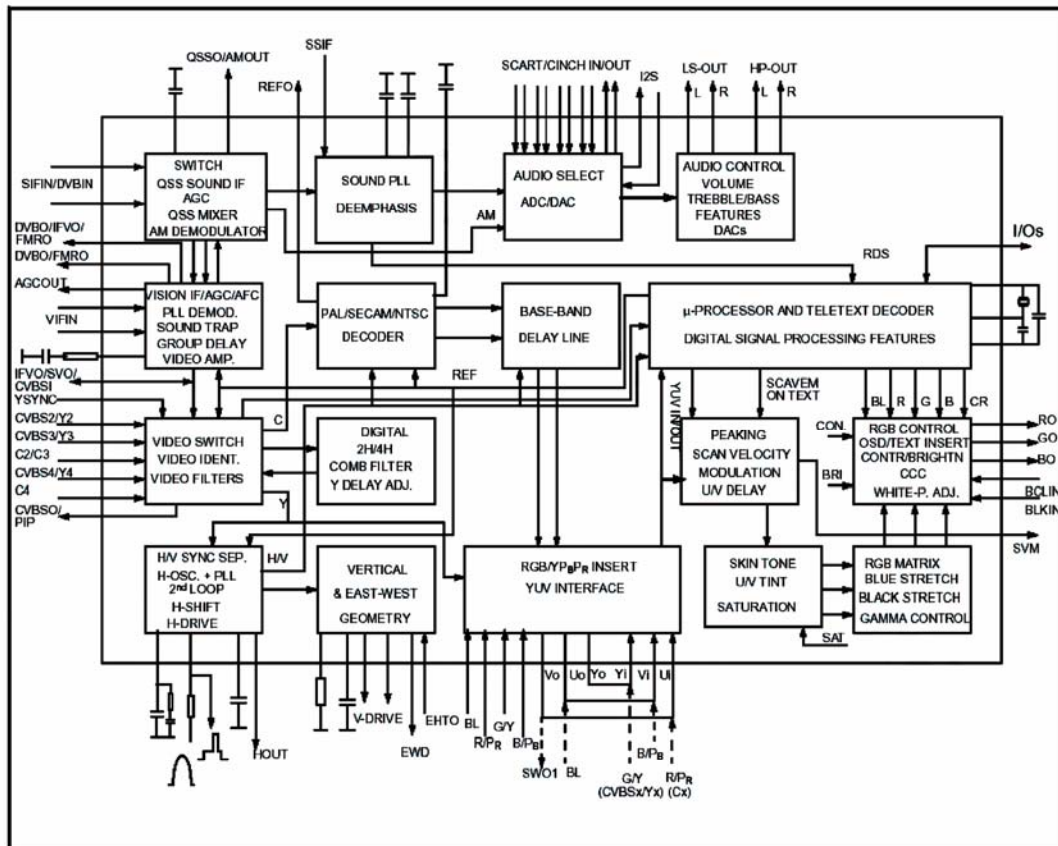 QSSO/AMOUT
SSIF
REFO
SCART/CINCH IN/OUT
I2S
LS-OUT
HP-OUT
L
R
L
R
SIFIN/DVBIN
SWITCH
QSS SOUND IF
AGC
QSS MIXER
AM DEMODULATOR
SOUND PLL
DEEMPHASIS
AM
AUDIO SELECT
ADC/DAC
AUDIO CONTROL
VOLUME
TREBBLE/BASS
FEATURES
DACs
DVBO/IFVO/
FMRO
DVBO/FMRO
AGCOUT
VIFIN
IFVO/SVO/
CVBSI
RDS
I/Os
VISION IF/AGC/AFC
PLL DEMOD.
SOUND TRAP
GROUP DELAY
VIDEO AMP.
PAL/SECAM/NTSC
DECODER
BASE-BAND
DELAY LINE
µ-PROCESSOR AND TELETEXT DECODER
DIGITAL SIGNAL PROCESSING FEATURES
REF
C
YUV IN/OUT
SCAVEM
ON TEXT
BL
R
G
B
CR
YSYNC
CVBS2/Y2
CVBS3/Y3
C2/C3
CVBS4/Y4
C4
CVBSO/
PIP
VIDEO SWITCH
VIDEO IDENT.
VIDEO FILTERS
DIGITAL
2H/4H
COMB FILTER
Y DELAY ADJ.
PEAKING
SCAN VELOCITY
MODULATION
U/V DELAY
CON.
BRI
RGB CONTROL
OSD/TEXT INSERT
CONTR/BRIGHTN
CCC
WHITE-P. ADJ.
RO
GO
BO
BCLIN
BLKIN
SVM
Y
H/V
H/V SYNC SEP.
H-OSC. + PLL
2nd LOOP
H-SHIFT
H-DRIVE
VERTICAL
& EAST-WEST
GEOMETRY
RGB/YPBPR INSERT
YUV INTERFACE
SKIN TONE
U/V TINT
SATURATION
RGB MATRIX
BLUE STRETCH
BLACK STRETCH
GAMMA CONTROL
SAT
Vo
Uo
Yo
Yi
Vi
Ui
HOUT
V-DRIVE
EWD
EHTO
BL
R/PR
G/Y
B/PB
SWO1
BL
G/Y
(CVBSx/Yx)
B/PB
R/PR
(Cx)